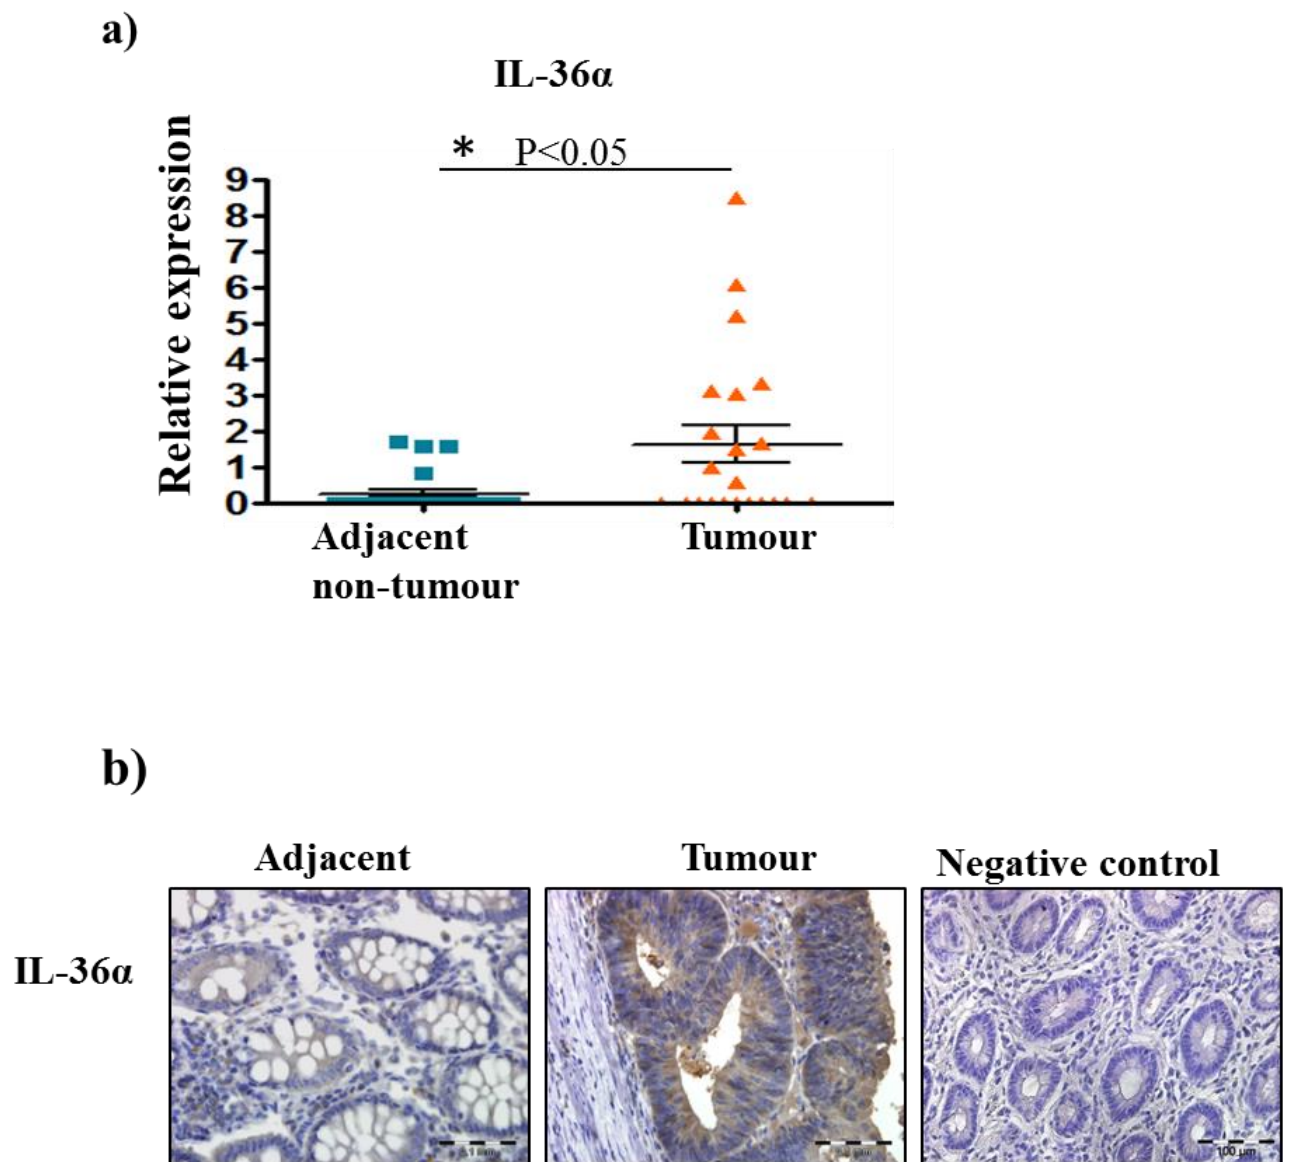 a)
IL-36α
* P<0.05
Relative expression
9
8
7
6
5
4
3
2
1
0
Adjacent
non-tumour
Tumour
b)
Adjacent
Tumour
Negative control
IL-36α
100 µm